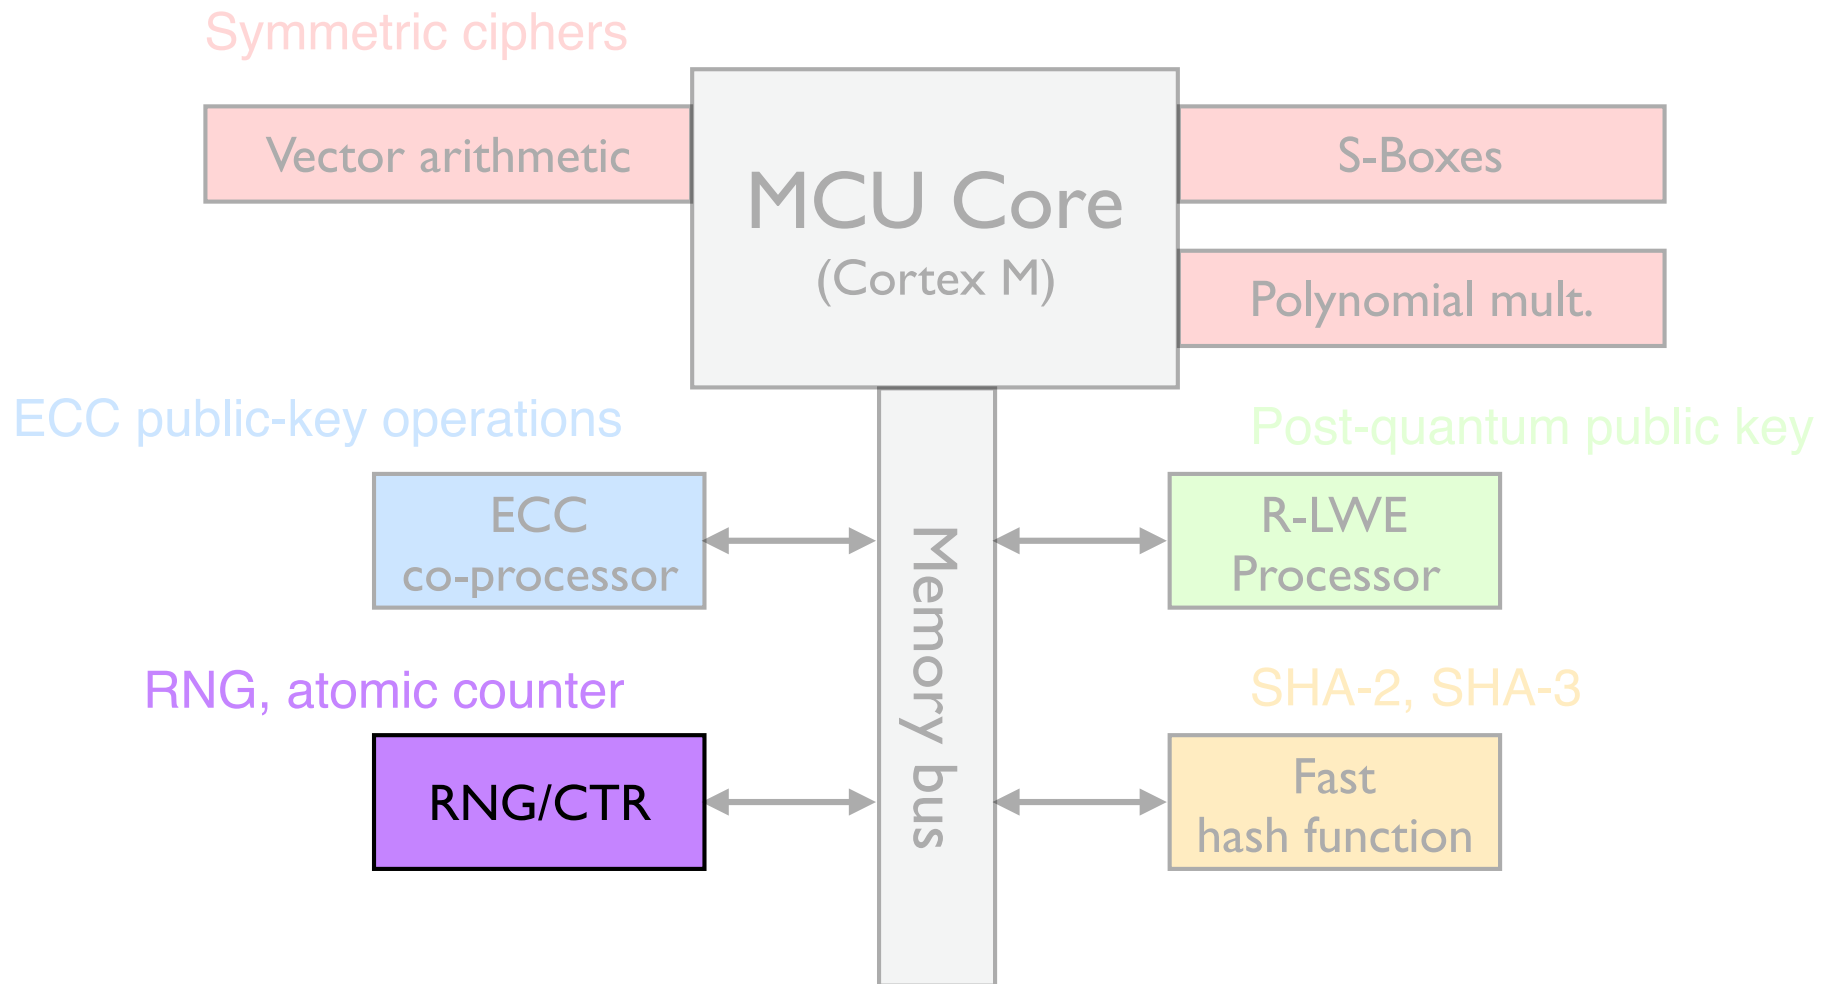 Symmetric ciphers
Vector arithmetic
MCU Core
(Cortex M)
S-Boxes
Polynomial mult.
ECC public-key operations
Post-quantum public key
ECC
co-processor
Memory bus
R-LWE
Processor
RNG, atomic counter
SHA-2, SHA-3
RNG/CTR
Fast
hash function